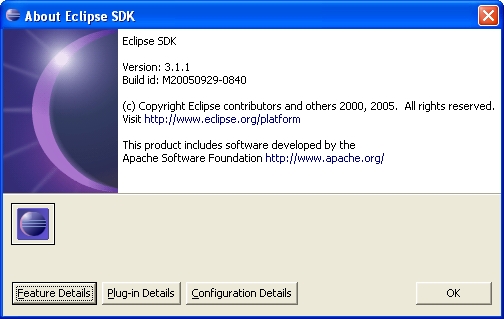 About Eclipse SDK
Eclipse SDK
Version: 3.1.1
Build id: M20050929-0840
(c) Copyright Eclipse contributors and others 2000, 2005.  All rights reserved.
Visit http://www.eclipse.org/platform
This product includes software developed by the
Apache Software Foundation http://www.apache.org/
Feature Details Plug-in Details Configuration Details OK